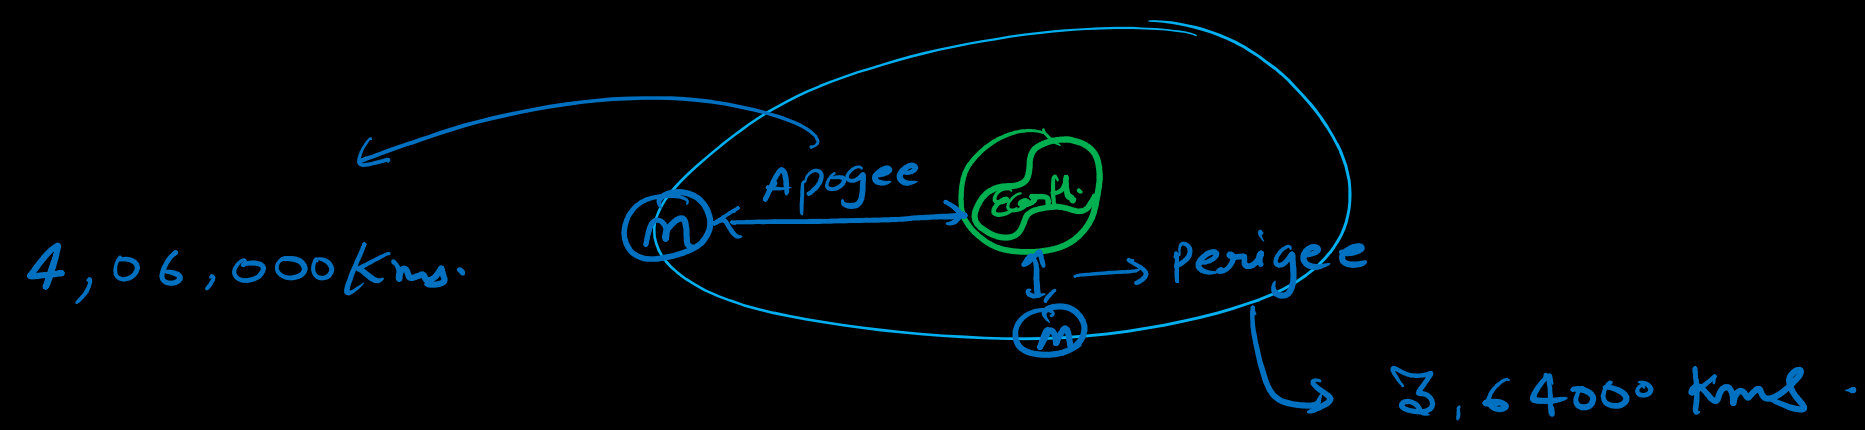 Apogee
Earth.
m
4,06,000 Kms.
Perigee
m
3,64000 Kms.